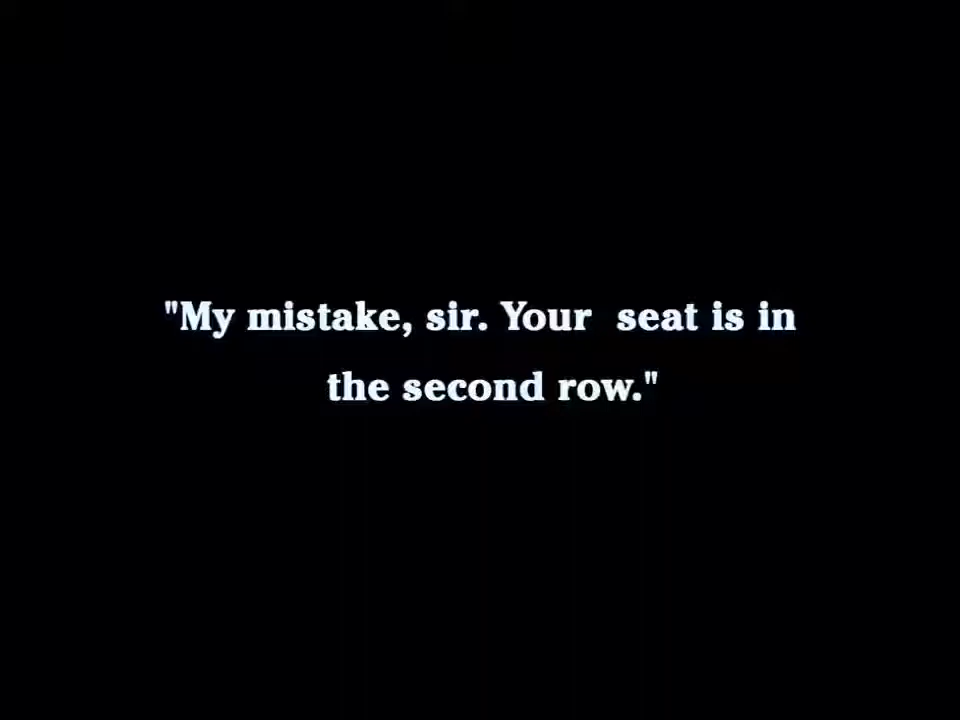 "My mistake, sir. Your  seat is in
the second row."